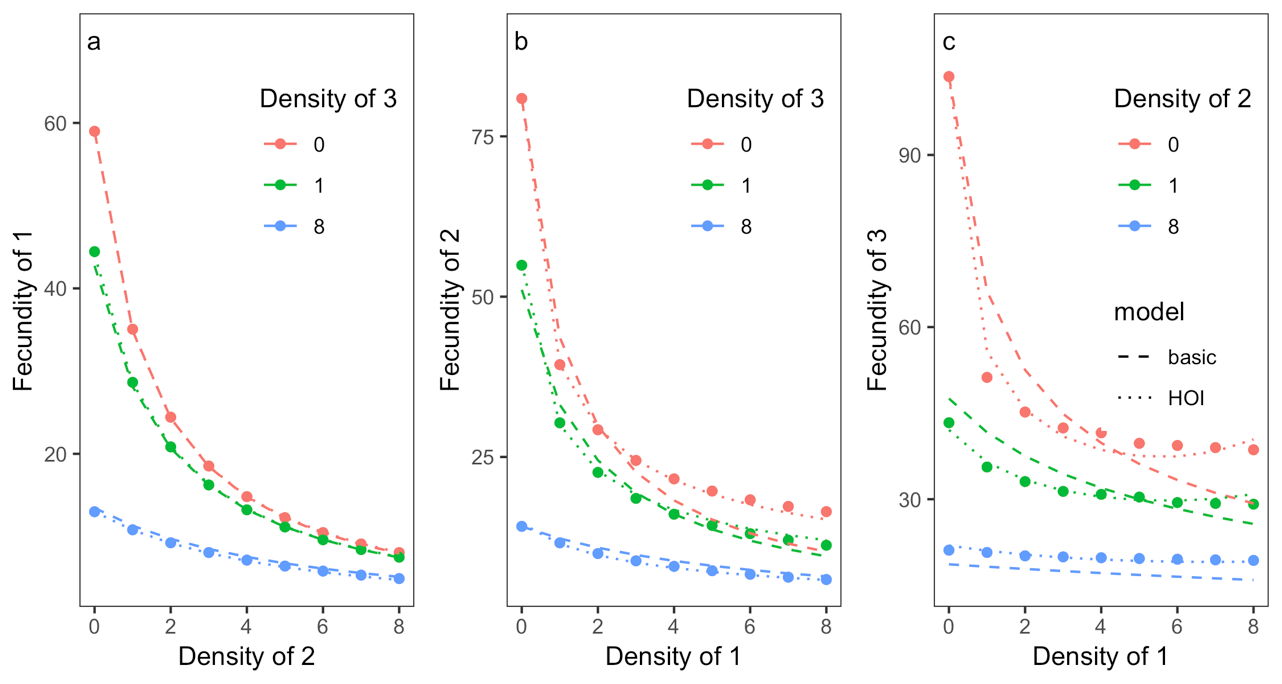 a
Density of 3
0
1
8
60
40
20
Fecundity of 1
0 2 4 6 8
Density of 2
b
Density of 3
0
1
8
75
50
25
Fecundity of 2
0 2 4 6 8
Density of 1
c
Density of 2
0
1
8
model
basic
HOI
90
60
30
Fecundity of 3
0 2 4 6 8
Density of 1